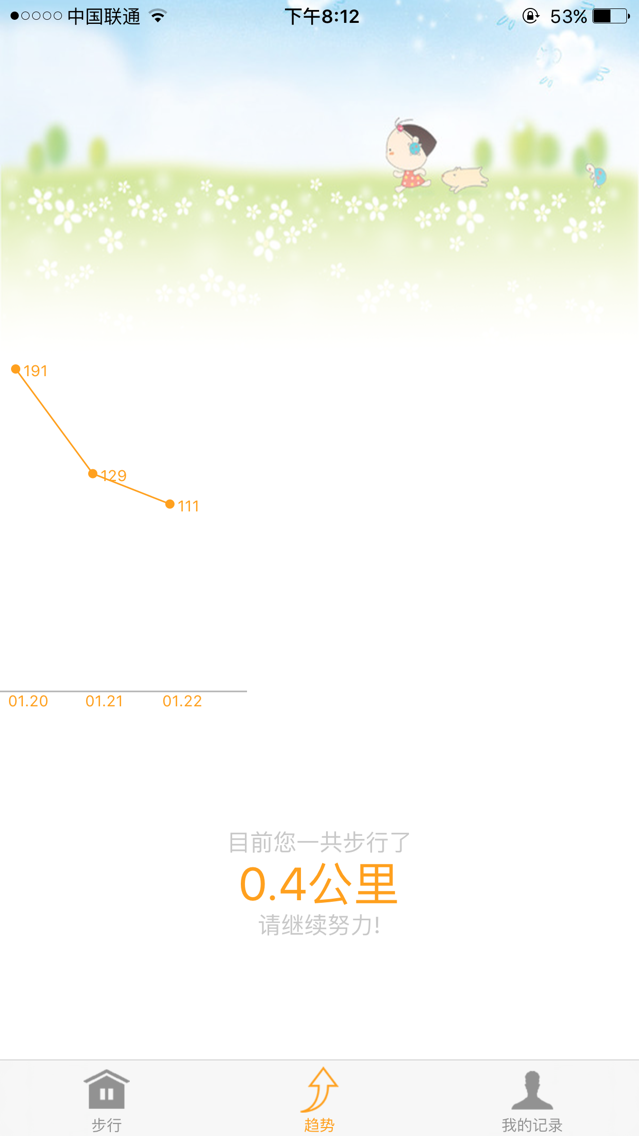 中国联通 下午8:12 53%
191
129
111
01.20 01.21 01.22
目前您一共步行了
0.4公里
请继续努力!
步行 趋势 我的记录